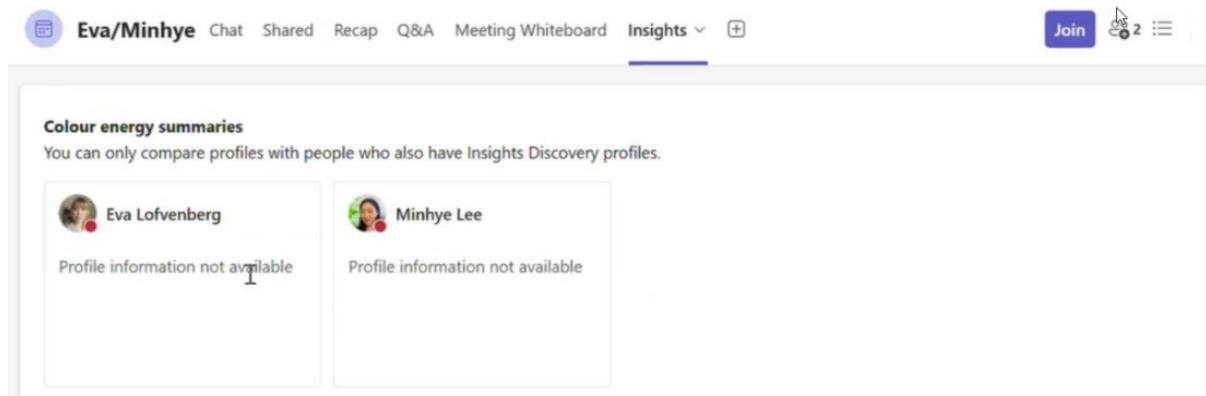 Eva/Minhye Chat Shared Recap Q&A Meeting Whiteboard Insights Join 2
Colour energy summaries
You can only compare profiles with people who also have Insights Discovery profiles.
Eva Lofvenberg
Profile information not available
Minhye Lee
Profile information not available